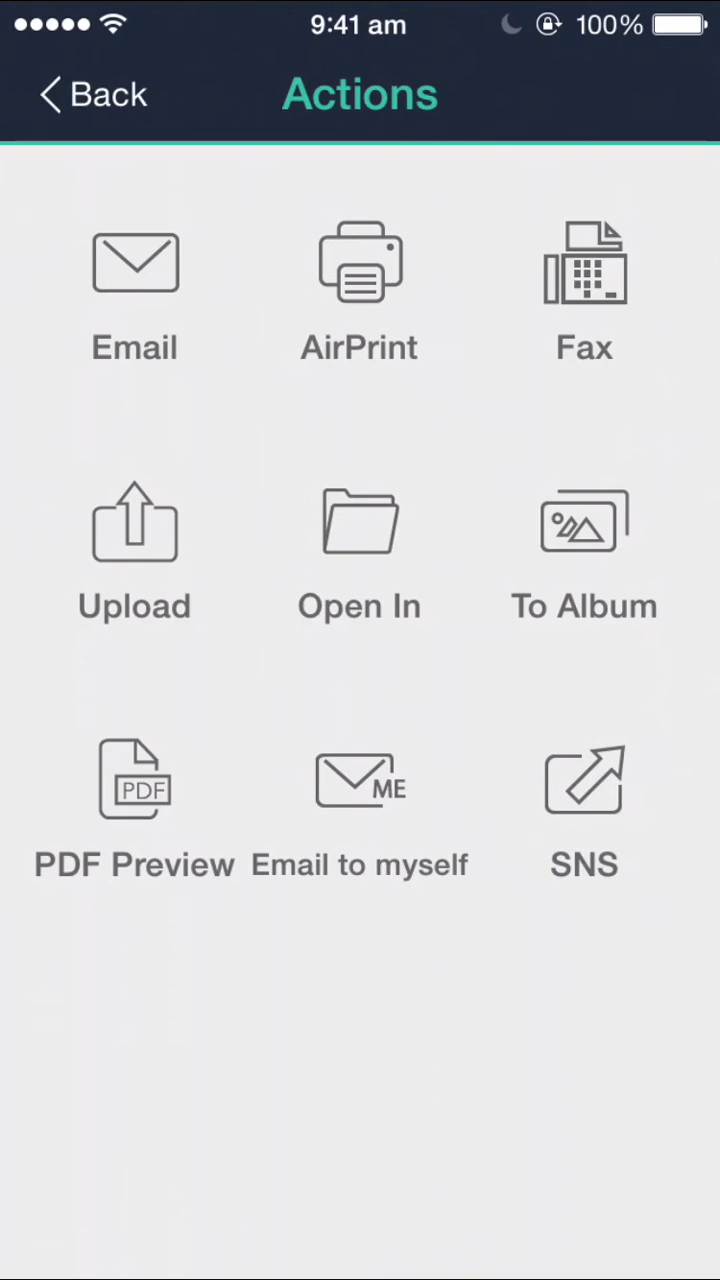 9:41 am 100%
Back Actions
Email AirPrint Fax
Upload Open In To Album
PDF
ME
PDF Preview Email to myself SNS